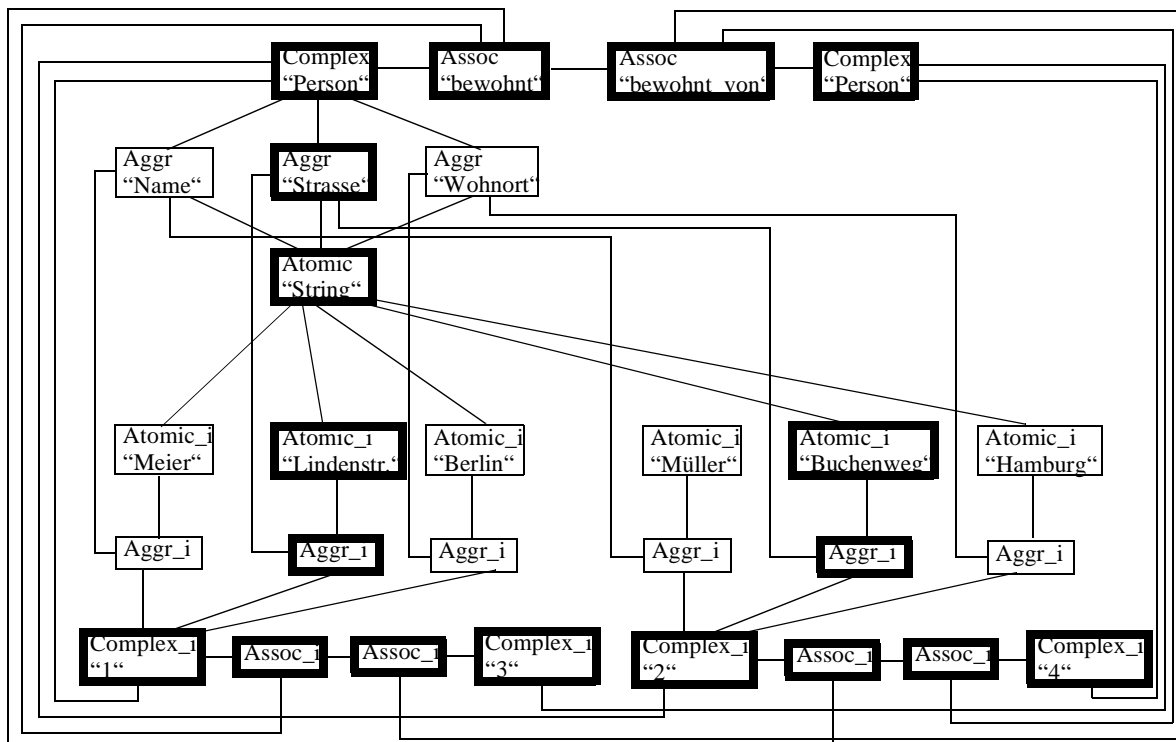 Complex
“Person“
Assoc
“bewohnt“
Assoc
“bewohnt_von“
Complex
“Person“
Aggr
“Name“
Aggr
“Strasse“
Aggr
“Wohnort“
Atomic
“String“
Atomic_i
“Meier“
Atomic_i
“Lindenstr.“
Atomic_i
“Berlin“
Atomic_i
“Müller“
Atomic_i
“Buchenweg“
Atomic_i
“Hamburg“
Aggr_i
Aggr_i
Aggr_i
Aggr_i
Aggr_i
Aggr_i
Complex_i
“1“
Assoc_i
Assoc_i
Complex_i
“3“
Complex_i
“2“
Assoc_i
Assoc_i
Complex_i
“4“